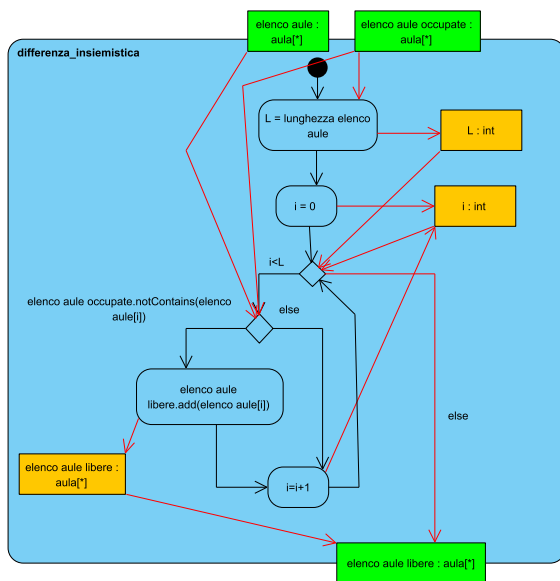 elenco aule :
aula[*]
elenco aule occupate :
aula[*]
differenza_insiemistica
L = lunghezza elenco
aule
L : int
i = 0
i : int
i<L
elenco aule occupate.notContains(elenco
aule[i])
else
elenco aule
libere.add(elenco aule[i])
else
elenco aule libere :
aula[*]
i=i+1
elenco aule libere : aula[*]